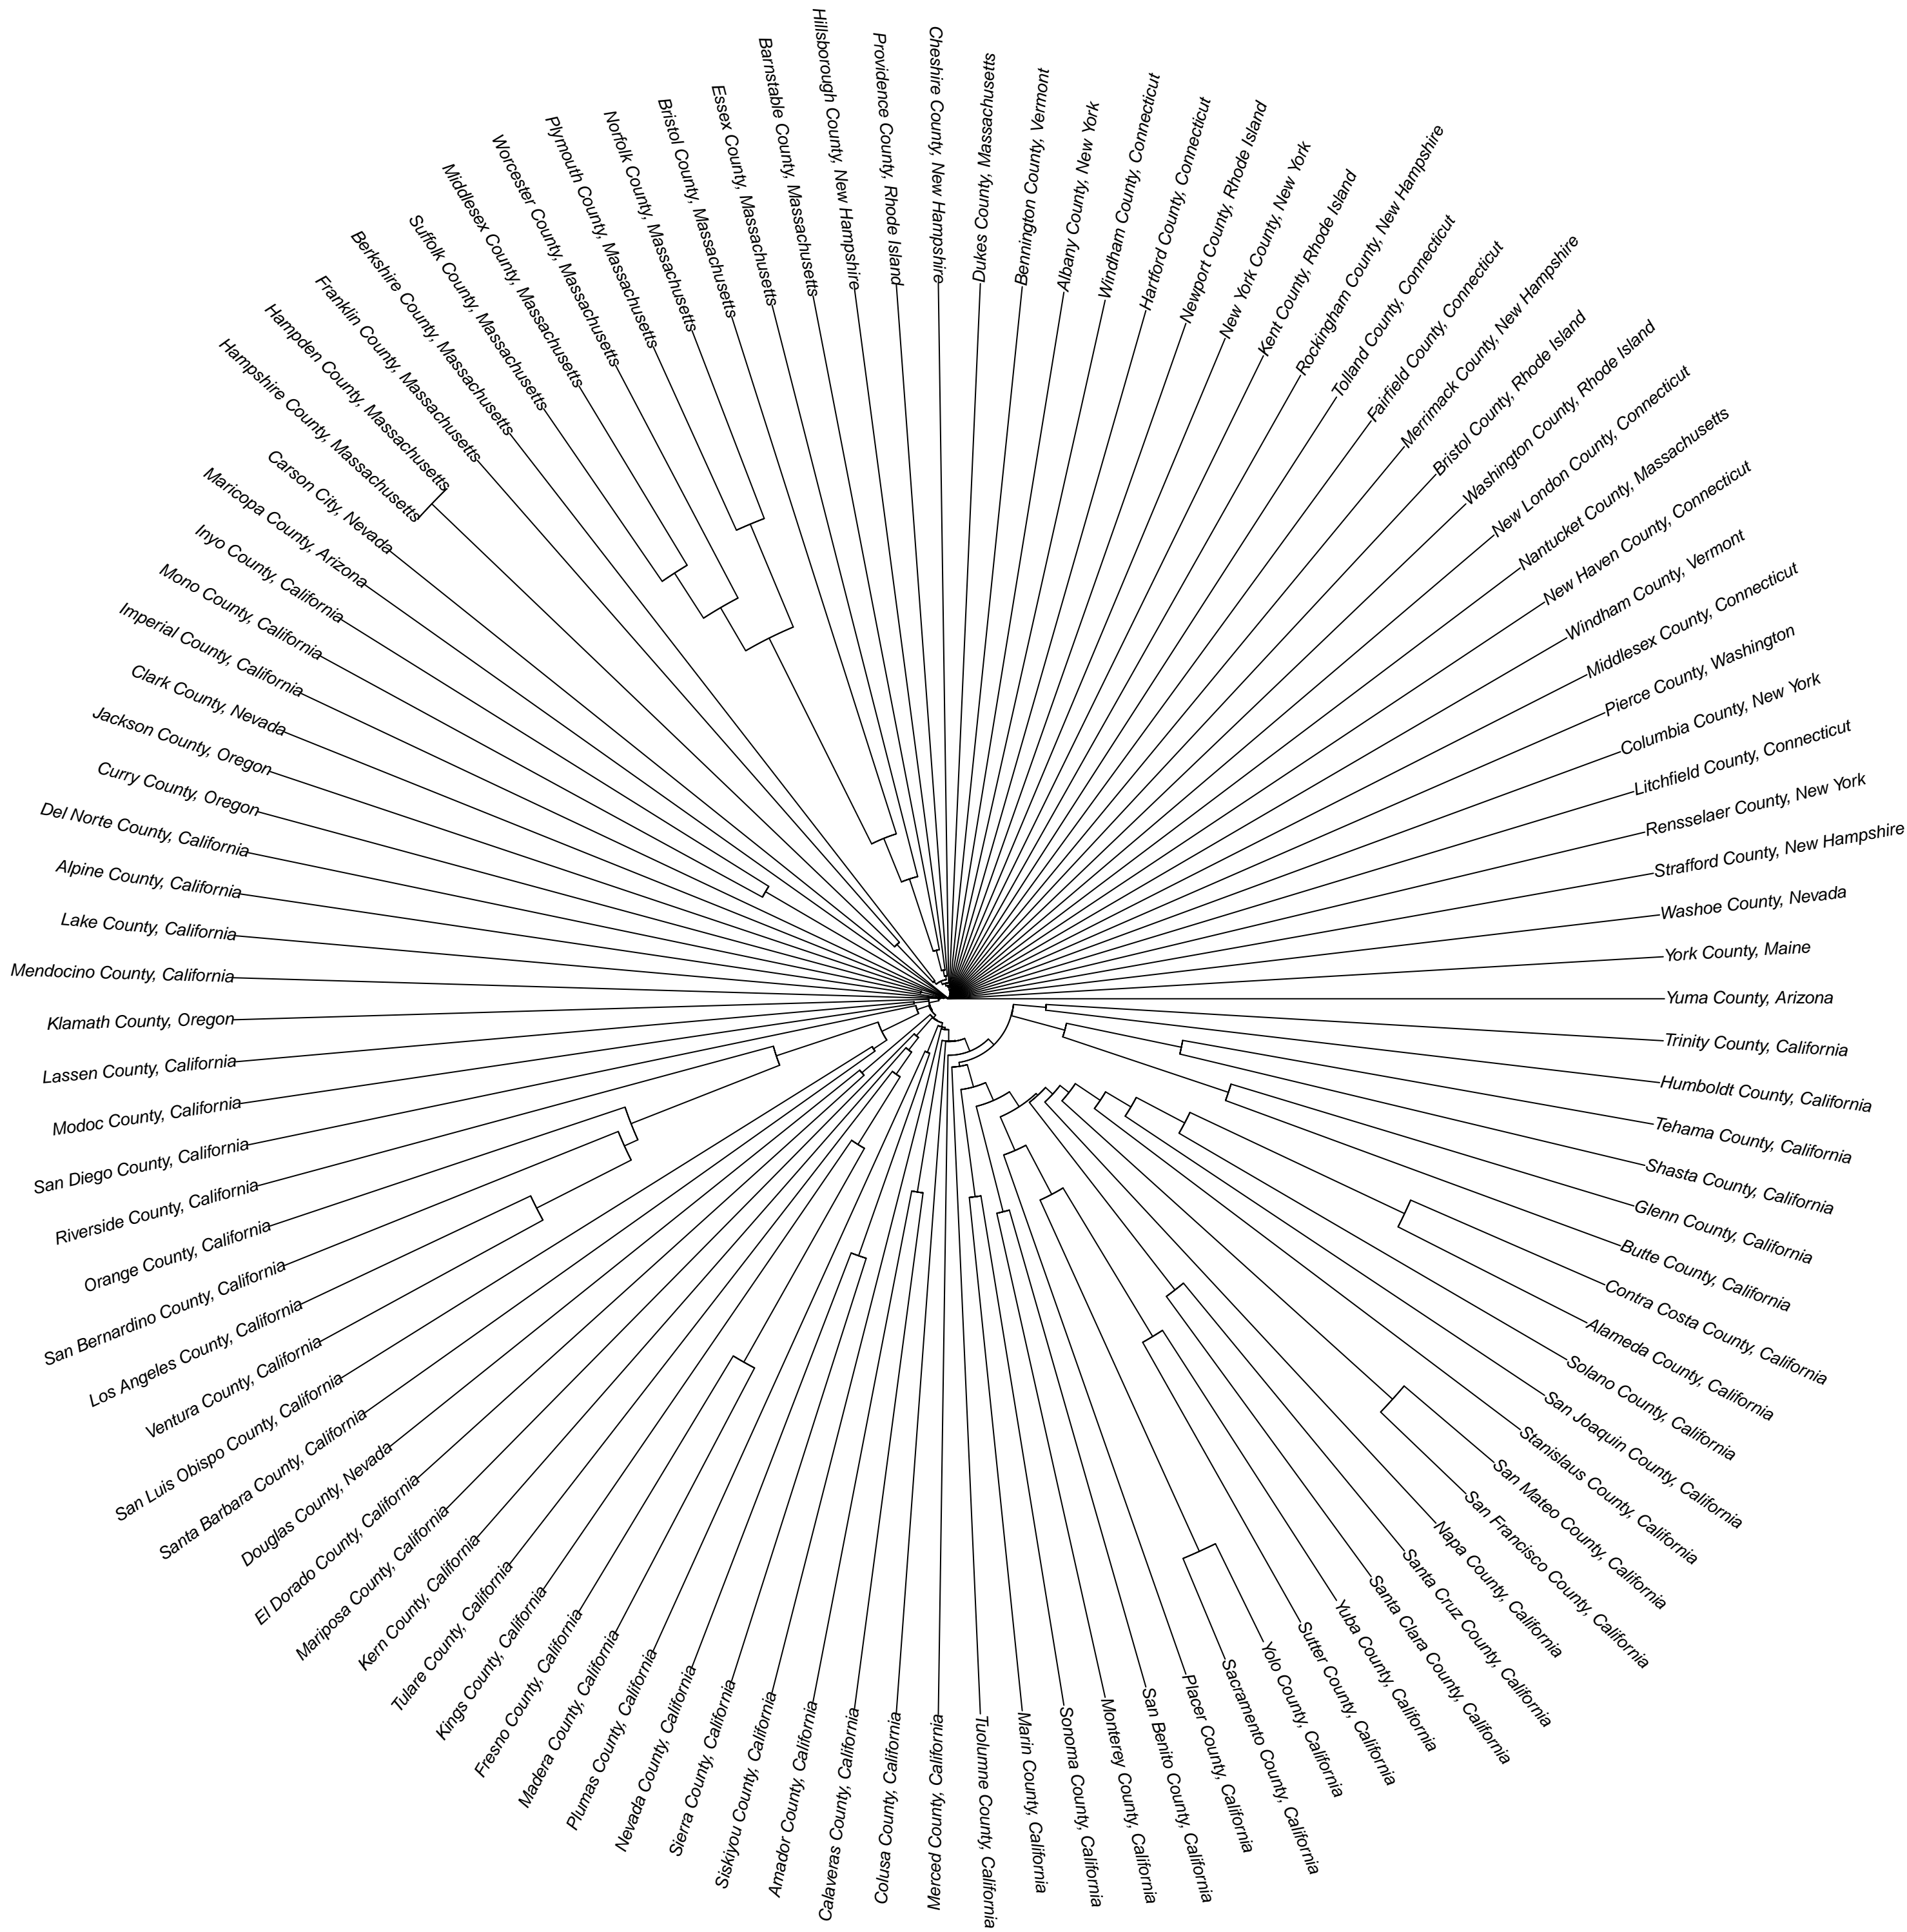 Cheshire County, New Hampshire
Dukes County, Massachusetts
Bennington County, Vermont
Albany County, New York
Windham County, Connecticut
Hartford County, Connecticut
Newport County, Rhode Island
New York County, New York
Kent County, Rhode Island
Rockingham County, New Hampshire
Tolland County, Connecticut
Fairfield County, Connecticut
Merrimack County, New Hampshire
Bristol County, Rhode Island
Washington County, Rhode Island
New London County, Connecticut
Nantucket County, Massachusetts
New Haven County, Connecticut
Windham County, Vermont
Middlesex County, Connecticut
Pierce County, Washington
Columbia County, New York
Litchfield County, Connecticut
Rensselaer County, New York
Strafford County, New Hampshire
Washoe County, Nevada
York County, Maine
Yuma County, Arizona
Trinity County, California
Humboldt County, California
Tehama County, California
Shasta County, California
Glenn County, California
Butte County, California
Contra Costa County, California
Alameda County, California
Solano County, California
San Joaquin County, California
Stanislaus County, California
San Mateo County, California
San Francisco County, California
Napa County, California
Santa Cruz County, California
Santa Clara County, California
Yuba County, California
Sutter County, California
Yolo County, California
Sacramento County, California
Placer County, California
San Benito County, California
Monterey County, California
Sonoma County, California
Marin County, California
Tuolumne County, California
Merced County, California
Colusa County, California
Calaveras County, California
Amador County, California
Siskiyou County, California
Sierra County, California
Nevada County, California
Plumas County, California
Madera County, California
Fresno County, California
Kings County, California
Tulare County, California
Kern County, California
Mariposa County, California
El Dorado County, California
Douglas County, Nevada
Santa Barbara County, California
San Luis Obispo County, California
Ventura County, California
Los Angeles County, California
San Bernardino County, California
Orange County, California
Riverside County, California
San Diego County, California
Modoc County, California
Lassen County, California
Klamath County, Oregon
Mendocino County, California
Lake County, California
Alpine County, California
Del Norte County, California
Curry County, Oregon
Jackson County, Oregon
Clark County, Nevada
Imperial County, California
Mono County, California
Inyo County, California
Maricopa County, Arizona
Carson City, Nevada
Hampshire County, Massachusetts
Hampden County, Massachusetts
Franklin County, Massachusetts
Berkshire County, Massachusetts
Suffolk County, Massachusetts
Middlesex County, Massachusetts
Worcester County, Massachusetts
Plymouth County, Massachusetts
Norfolk County, Massachusetts
Bristol County, Massachusetts
Essex County, Massachusetts
Barnstable County, Massachusetts
Hillsborough County, New Hampshire
Providence County, Rhode Island